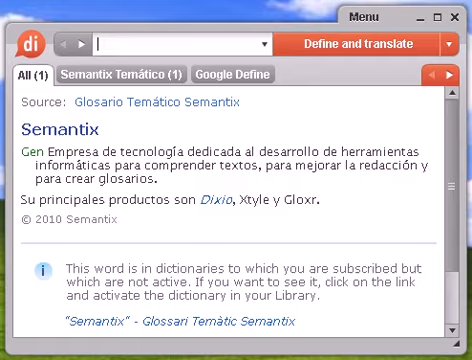 Menu
di
Define and translate
All (1)
Semantix Temático (1)
Google Define
Source: Glosario Temático Semantix
Semantix
Gen Empresa de tecnología dedicada al desarrollo de herramientas
informáticas para comprender textos, para mejorar la redacción y
para crear glosarios.
Su principales productos son Dixio, Xtyle y Gloxr.
© 2010 Semantix
i
This word is in dictionaries to which you are subscribed but
which are not active. If you want to see it, click on the link
and activate the dictionary in your Library.
"Semantix" - Glossari Temàtic Semantix